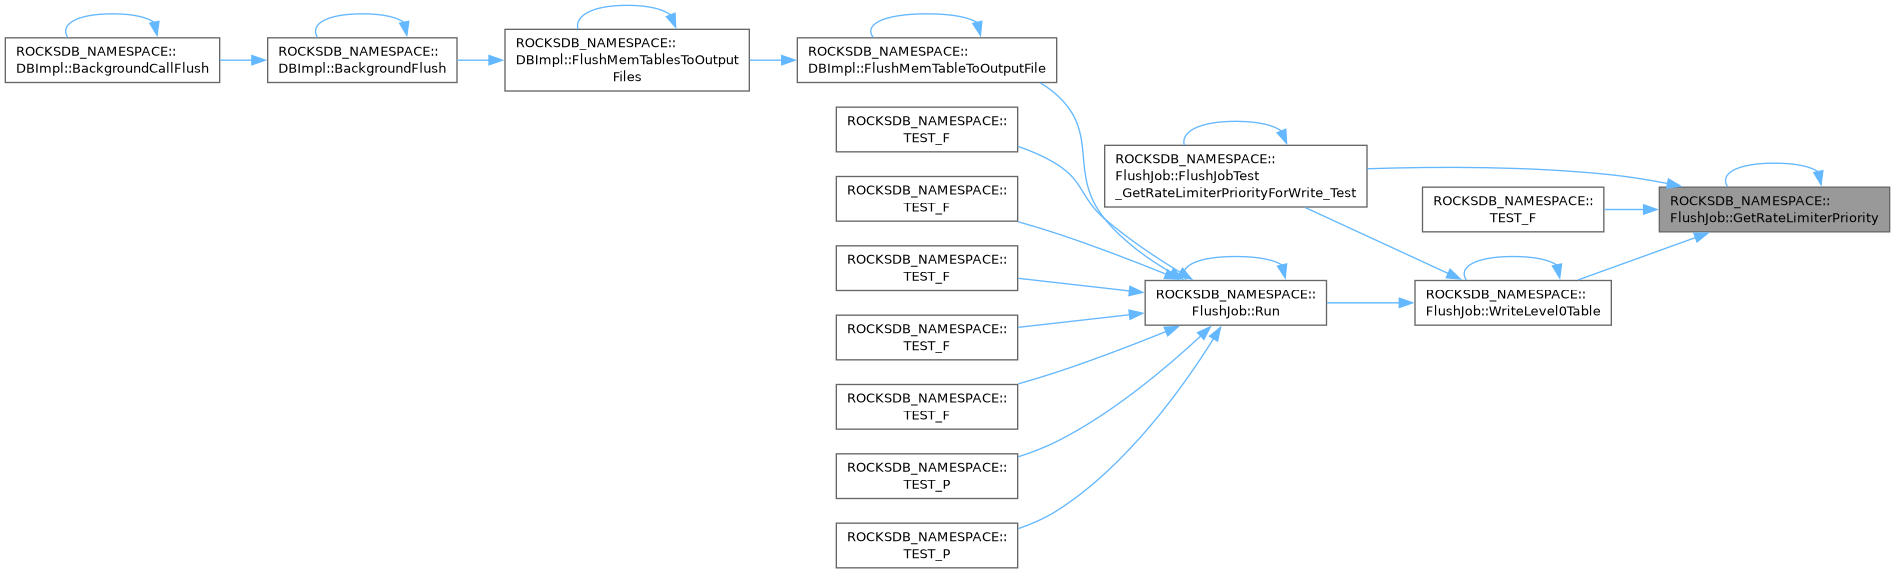 ROCKSDB_NAMESPACE::
DBImpl::BackgroundCallFlush
ROCKSDB_NAMESPACE::
DBImpl::BackgroundFlush
ROCKSDB_NAMESPACE::
DBImpl::FlushMemTablesToOutput
Files
ROCKSDB_NAMESPACE::
DBImpl::FlushMemTableToOutputFile
ROCKSDB_NAMESPACE::
TEST_F
ROCKSDB_NAMESPACE::
TEST_F
ROCKSDB_NAMESPACE::
TEST_F
ROCKSDB_NAMESPACE::
TEST_F
ROCKSDB_NAMESPACE::
TEST_F
ROCKSDB_NAMESPACE::
TEST_P
ROCKSDB_NAMESPACE::
TEST_P
ROCKSDB_NAMESPACE::
FlushJob::FlushJobTest
_GetRateLimiterPriorityForWrite_Test
ROCKSDB_NAMESPACE::
FlushJob::Run
ROCKSDB_NAMESPACE::
TEST_F
ROCKSDB_NAMESPACE::
FlushJob::WriteLevel0Table
ROCKSDB_NAMESPACE::
FlushJob::GetRateLimiterPriority